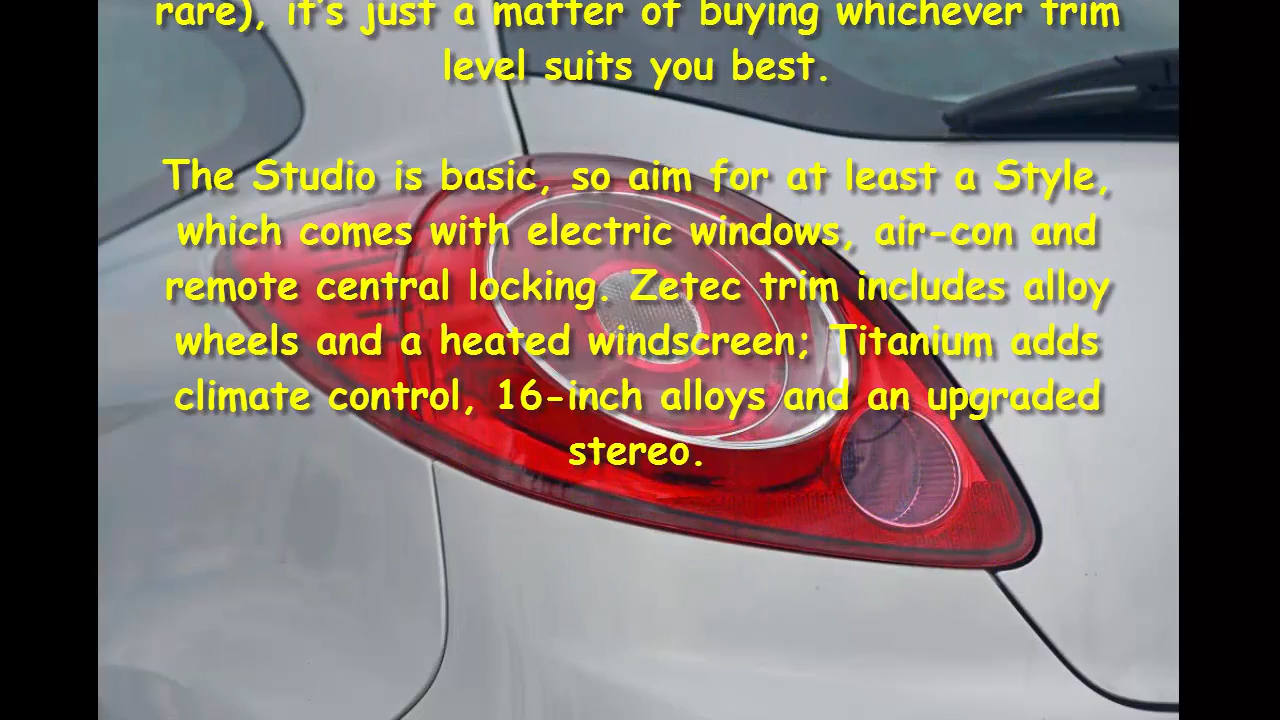 rare), it's just a matter of buying whichever trim
level suits you best.
The Studio is basic, so aim for at least a Style,
which comes with electric windows, air-con and
remote central locking. Zetec trim includes alloy
wheels and a heated windscreen; Titanium adds
climate control, 16-inch alloys and an upgraded
stereo.